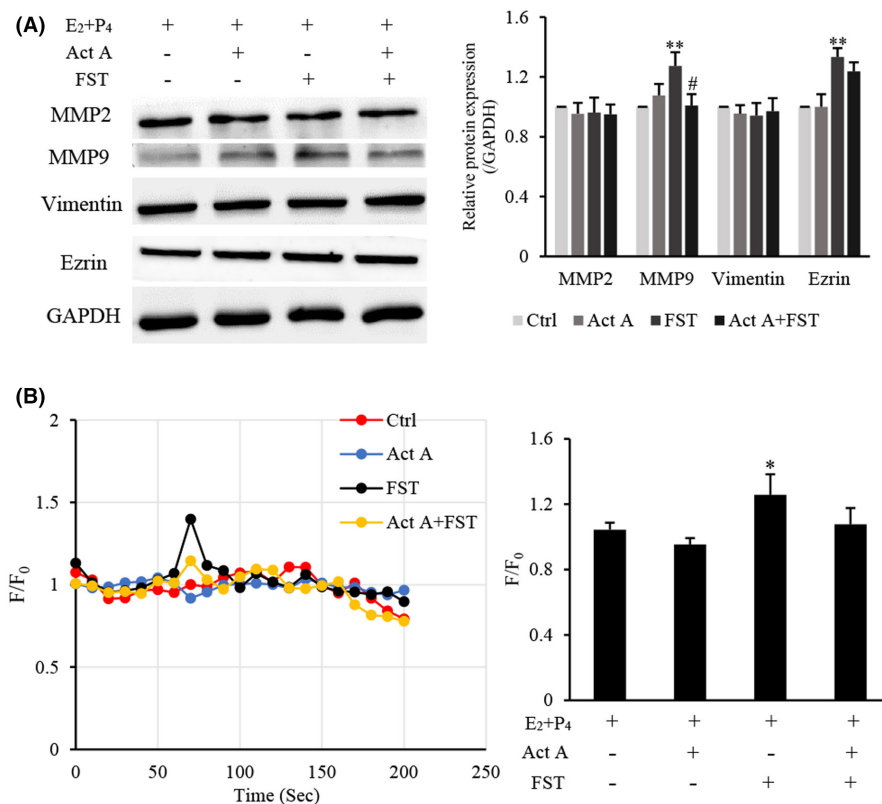 (A)
E2+P4 + + + +
Act A - + - +
FST - - + +
MMP2
MMP9
Vimentin
Ezrin
GAPDH
Relative protein expression
(/GAPDH)
1.6
1.2
0.8
0.4
0
** # **
MMP2 MMP9 Vimentin Ezrin
Ctrl Act A FST Act A+FST
(B)
F/F0
2
1.5
1
0.5
0
0 50 100 150 200 250
Time (Sec)
Ctrl
Act A
FST
Act A+FST
F/F0
1.6
1.2
0.8
0.4
0
*
E2+P4 + + + +
Act A - + - +
FST - - + +